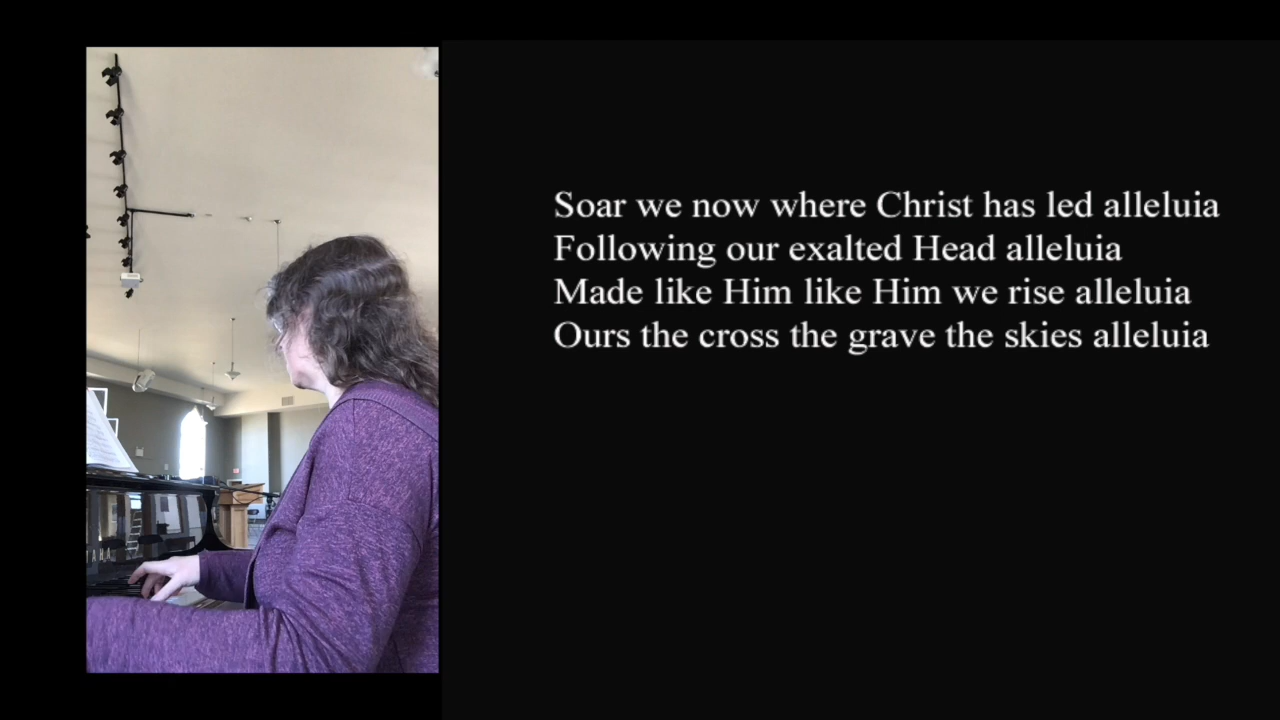 Soar we now where Christ has led alleluia
Following our exalted Head alleluia
Made like Him like Him we rise alleluia
Ours the cross the grave the skies alleluia